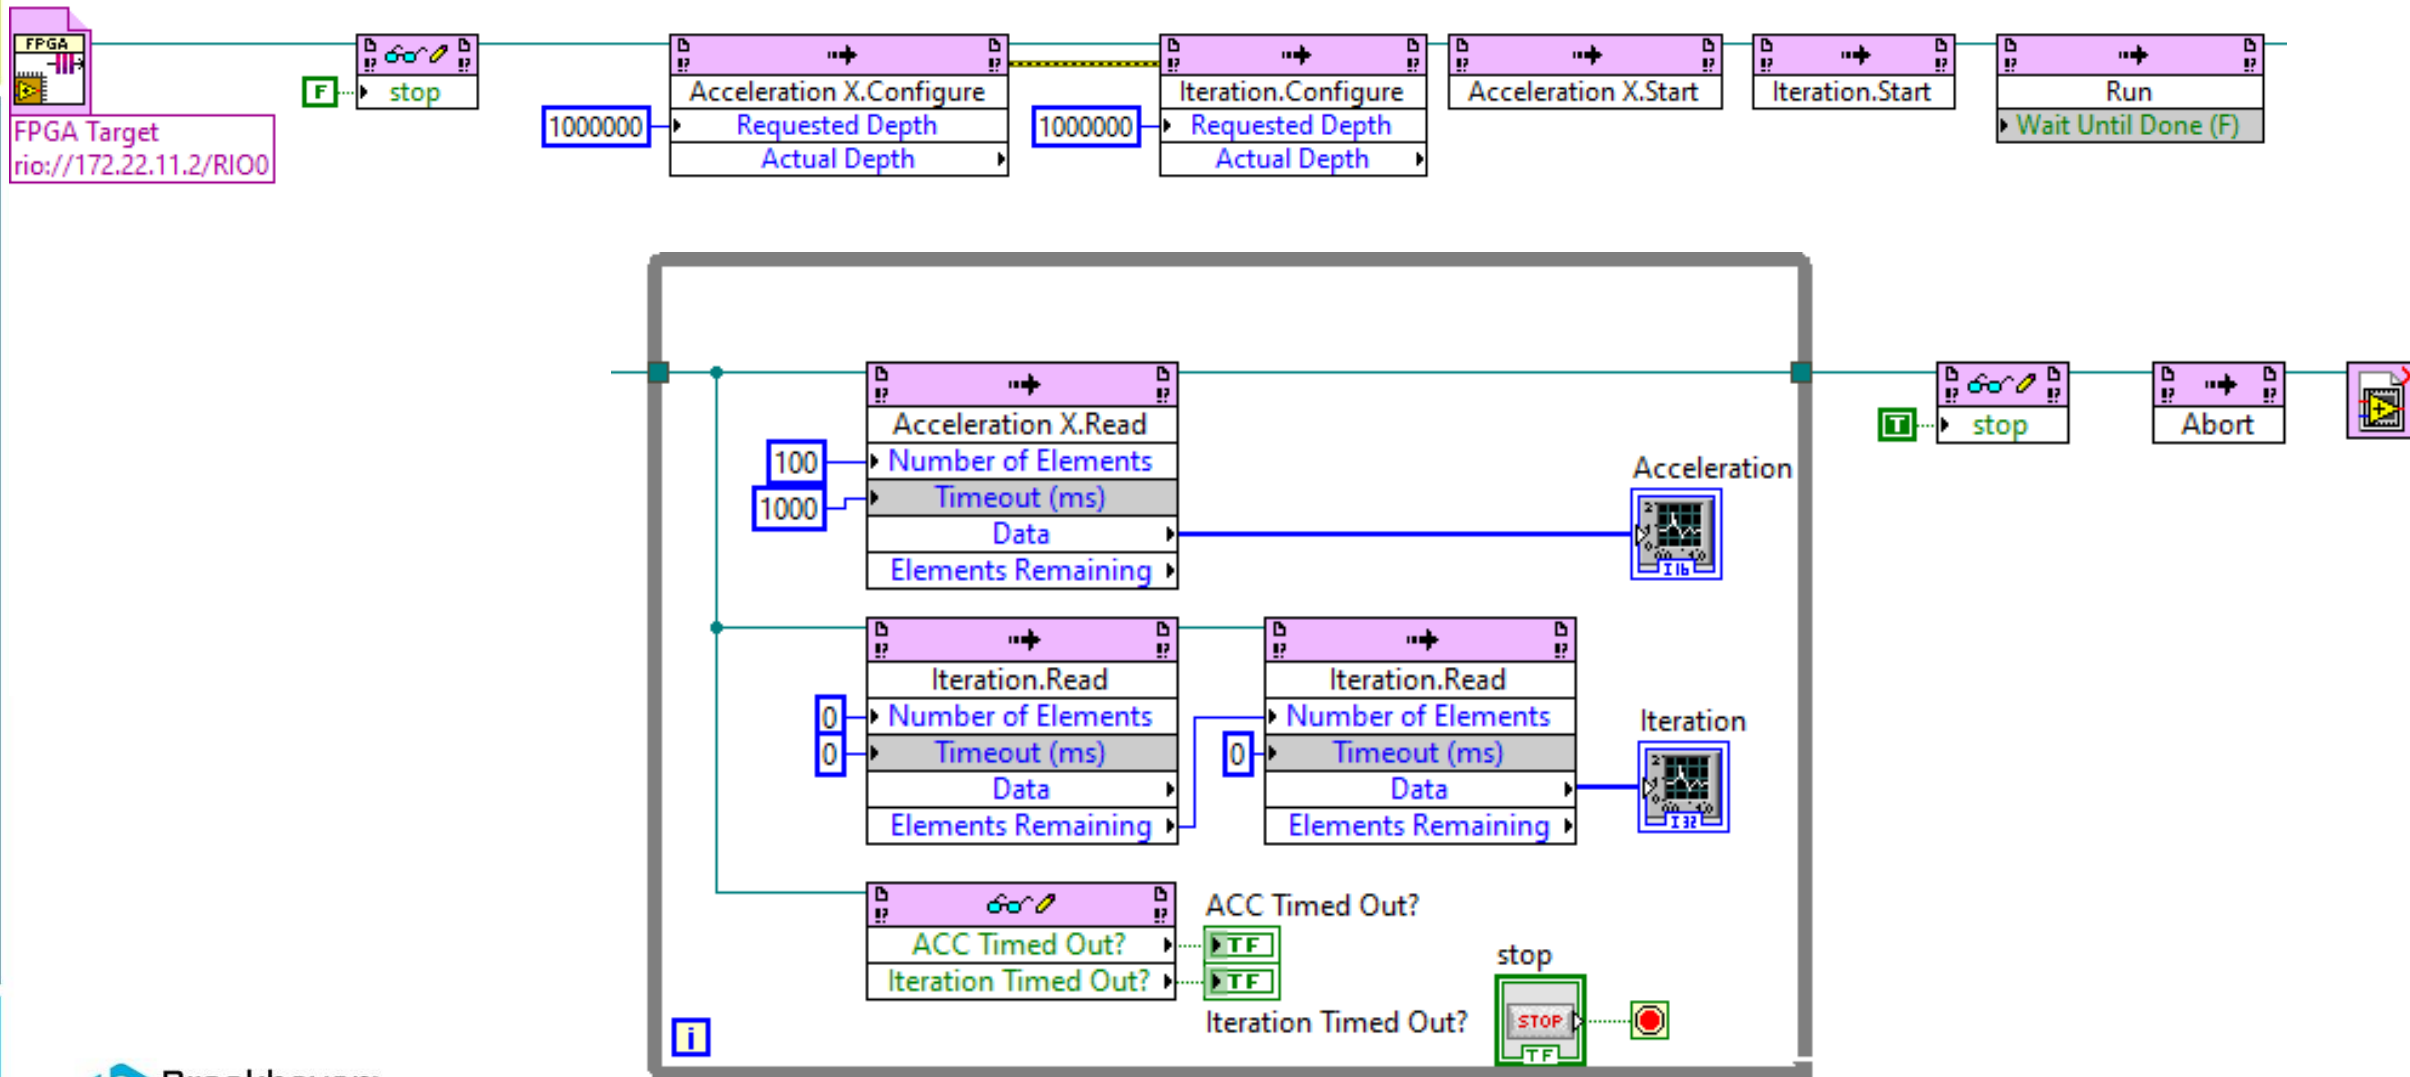 FPGA
FPGA Target
rio://172.22.11.2/RIO0
F
stop
1000000
Acceleration X.Configure
Requested Depth
Actual Depth
1000000
Iteration.Configure
Requested Depth
Actual Depth
Acceleration X.Start
Iteration.Start
Run
Wait Until Done (F)
Acceleration X.Read
100
Number of Elements
1000
Timeout (ms)
Data
Elements Remaining
Acceleration
I16
Iteration.Read
0
Number of Elements
0
Timeout (ms)
Data
Elements Remaining
Iteration.Read
Number of Elements
0
Timeout (ms)
Data
Elements Remaining
Iteration
I32
ACC Timed Out?
Iteration Timed Out?
ACC Timed Out?
TF
TF
Iteration Timed Out?
stop
STOP
TF
i
T
stop
Abort